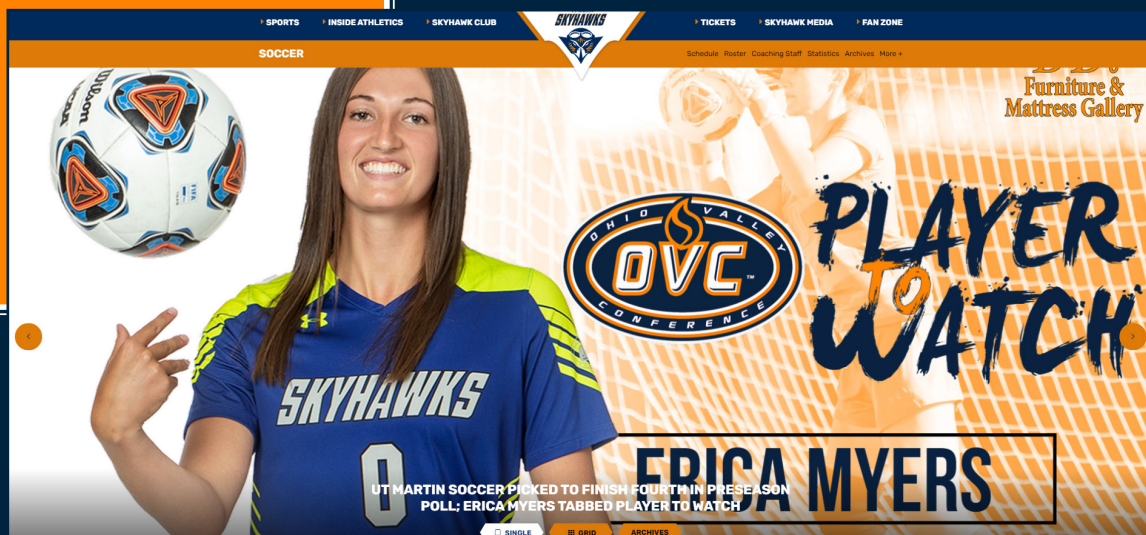 SPORTS
INSIDE ATHLETICS
SKYHAWK CLUB
SKYHAWKS
TICKETS
SKYHAWK MEDIA
FAN ZONE
SOCCER
Schedule Roster Coaching Staff Statistics Archives More +
Furniture &
Mattress Gallery
Wilson
FIFA
OHIO VALLEY
OVC™
CONFERENCE
PLAYER
TO
WATCH
SKYHAWKS
0
ERICA MYERS
UT MARTIN SOCCER PICKED TO FINISH FOURTH IN PRESEASON
POLL; ERICA MYERS TABBED PLAYER TO WATCH
SINGLE
GRID
ARCHIVES